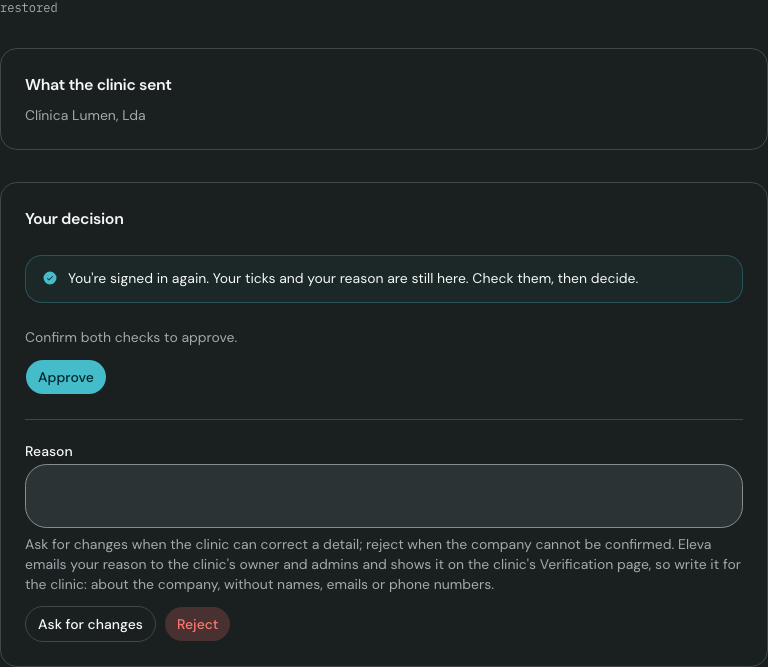 restored
What the clinic sent
Clínica Lumen, Lda
Your decision
You're signed in again. Your ticks and your reason are still here. Check them, then decide.
Confirm both checks to approve.
Approve
Reason
Ask for changes when the clinic can correct a detail; reject when the company cannot be confirmed. Eleva
emails your reason to the clinic's owner and admins and shows it on the clinic's Verification page, so write it for
the clinic: about the company, without names, emails or phone numbers.
Ask for changes
Reject